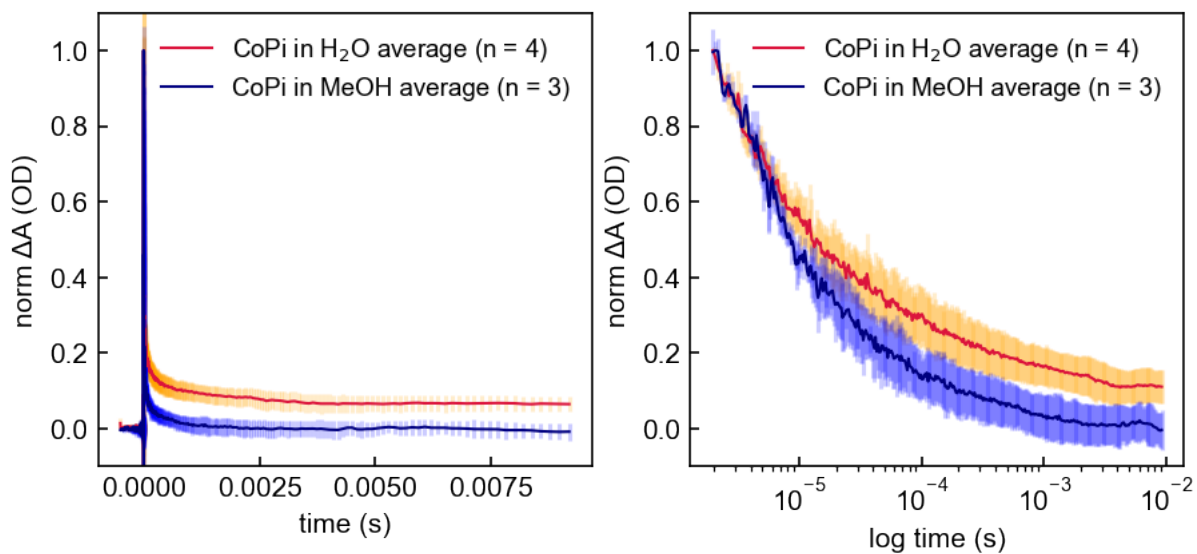 CoPi in H₂O average (n = 4)
CoPi in MeOH average (n = 3)
norm ΔA (OD)
1.0
0.8
0.6
0.4
0.2
0.0
0.0000 0.0025 0.0050 0.0075
time (s)
CoPi in H₂O average (n = 4)
CoPi in MeOH average (n = 3)
norm ΔA (OD)
1.0
0.8
0.6
0.4
0.2
0.0
10⁻⁵ 10⁻⁴ 10⁻³ 10⁻²
log time (s)